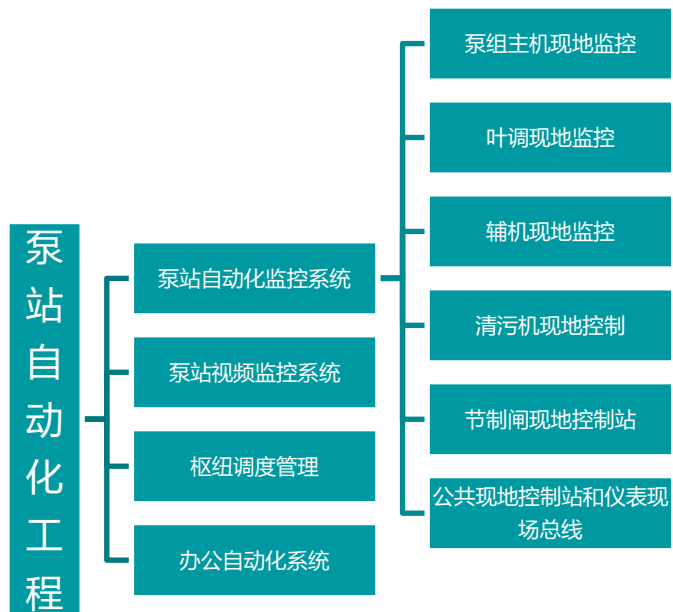 泵站自动化工程
泵站自动化监控系统
泵站视频监控系统
枢纽调度管理
办公自动化系统
泵组主机现地监控
叶调现地监控
辅机现地监控
清污机现地控制
节制闸现地控制站
公共现地控制站和仪表现
场总线